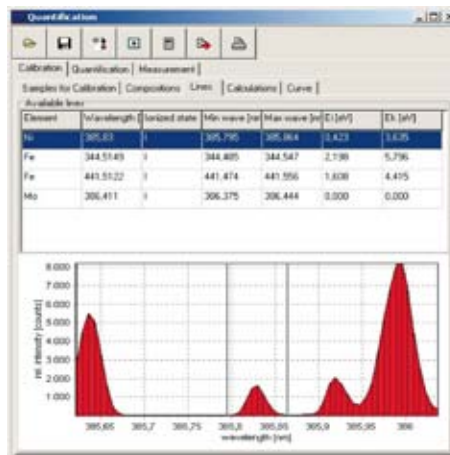 Quantification
Calibration Quantification Measurement
Samples for Calibration Compositions Lines Calculations Curve
Available lines
Element Wavelength [ Ionized state Min wave [nm Max wave [nm Ei [eV] Ek [eV]
Ni 385,83 I 385,795 385,864 3,423 3,635
Fe 344,5149 I 344,485 344,547 2,198 5,796
Fe 441,5122 I 441,474 441,556 1,608 4,415
Mo 386,411 I 386,375 386,444 0,000 0,000
8.000
7.000
6.000
5.000
4.000
3.000
2.000
1.000
rel. intensity [counts]
385,65 385,7 385,75 385,8 385,85 385,9 385,95 386
wavelength [nm]